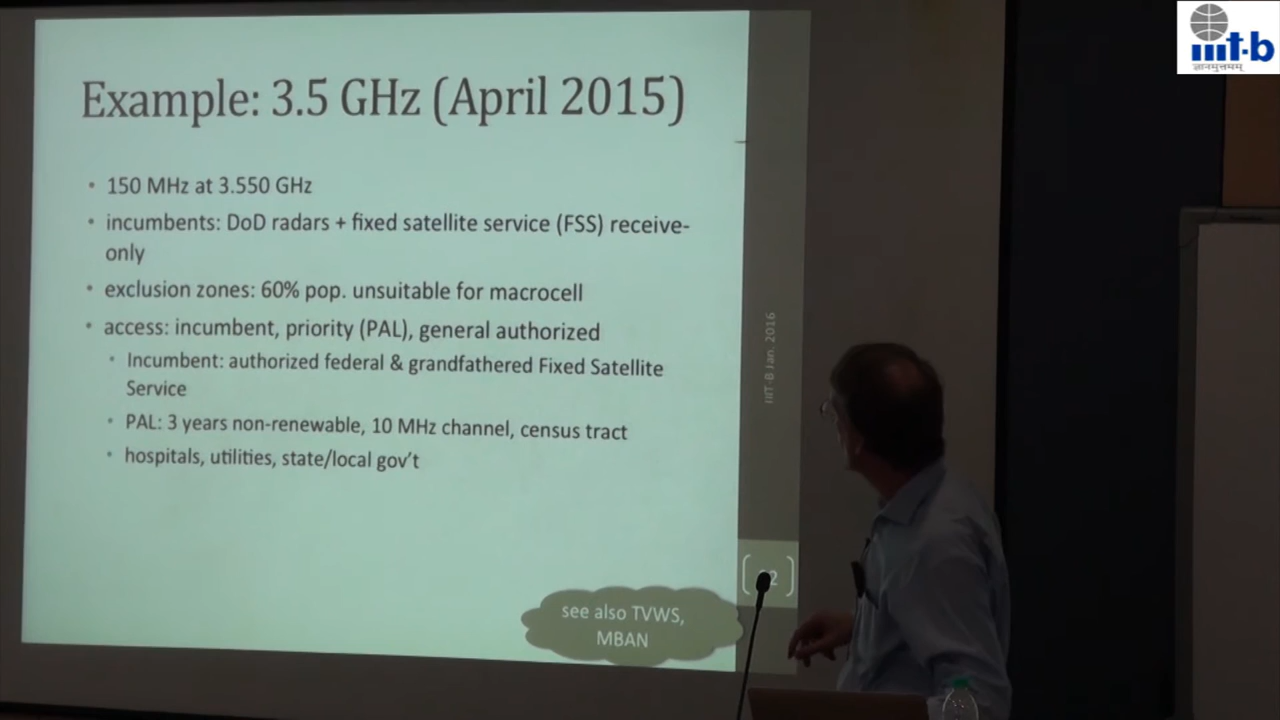 iiit-b
ज्ञानमुत्तमम्
Example: 3.5 GHz (April 2015)
• 150 MHz at 3.550 GHz
• incumbents: DoD radars + fixed satellite service (FSS) receive-
only
• exclusion zones: 60% pop. unsuitable for macrocell
• access: incumbent, priority (PAL), general authorized
• Incumbent: authorized federal & grandfathered Fixed Satellite
Service
• PAL: 3 years non-renewable, 10 MHz channel, census tract
• hospitals, utilities, state/local gov't
IIIT-B Jan. 2016
see also TVWS,
MBAN